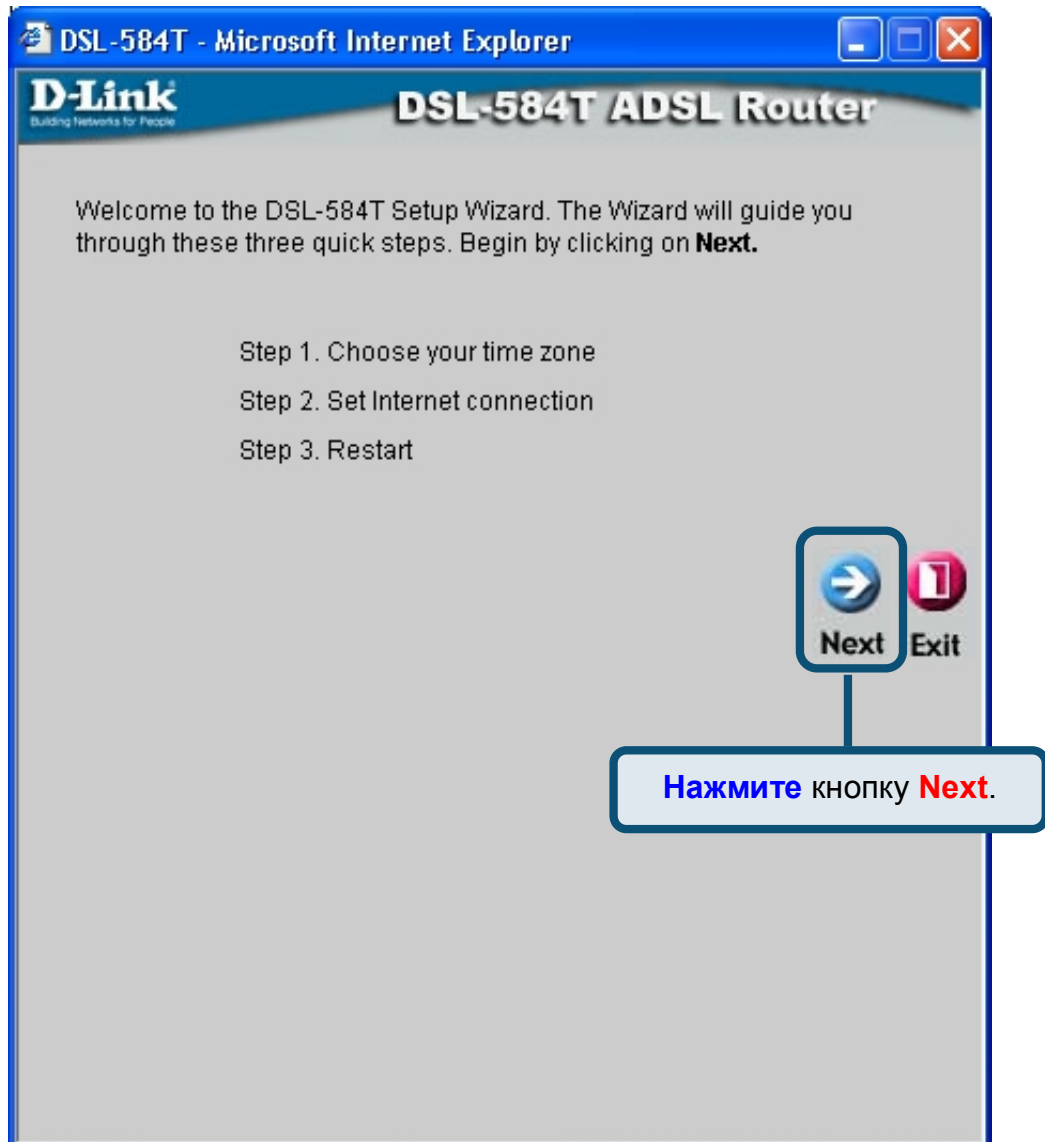 DSL-584T - Microsoft Internet Explorer
D-Link
Building Networks for People
DSL-584T ADSL Router
Welcome to the DSL-584T Setup Wizard. The Wizard will guide you
through these three quick steps. Begin by clicking on Next.
Step 1. Choose your time zone
Step 2. Set Internet connection
Step 3. Restart
Next Exit
Нажмите кнопку Next.